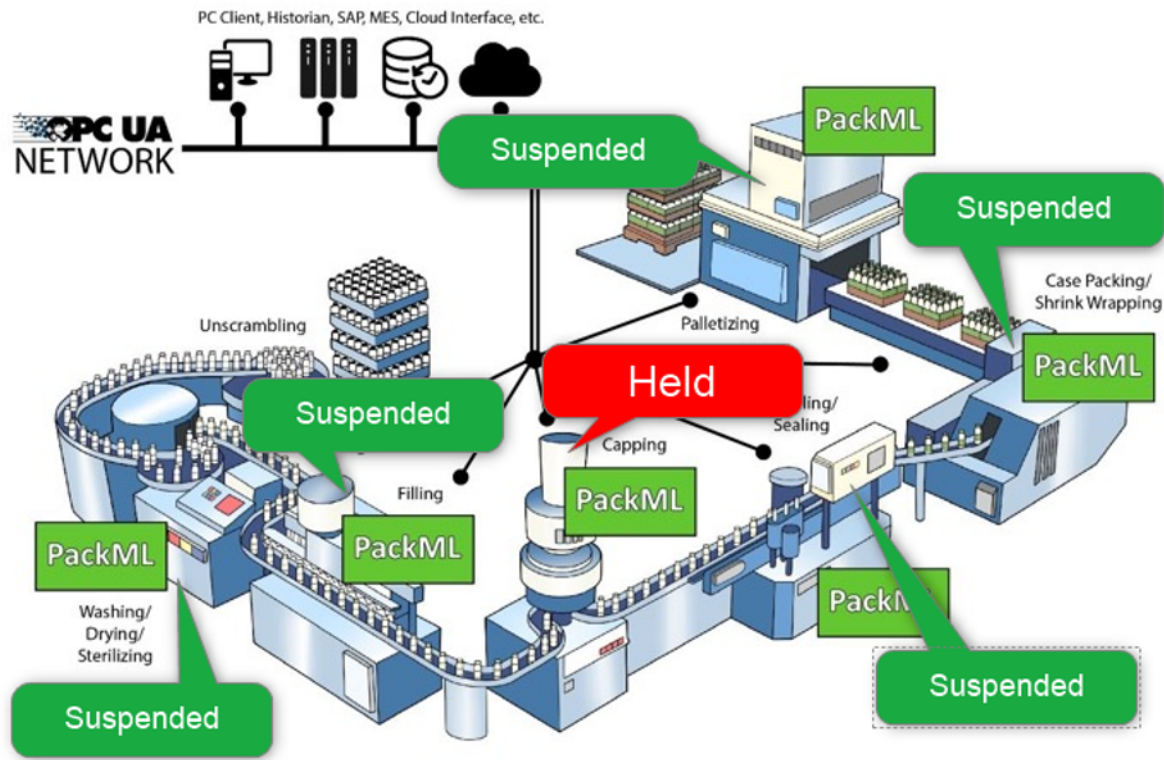 PC Client, Historian, SAP, MES, Cloud Interface, etc.
OPC UA
NETWORK
Suspended
PackML
Suspended
Case Packing/
Shrink Wrapping
Palletizing
PackML
Unscrambling
Suspended
Held
Sealing
Capping
Filling
PackML
PackML
PackML
PackML
Washing/
Drying/
Sterilizing
Suspended
Suspended